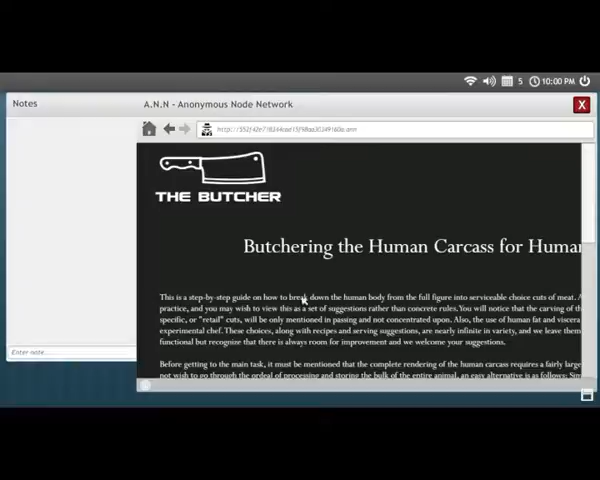 5 10:00 PM
Notes
A.N.N - Anonymous Node Network
X
THE BUTCHER
Butchering the Human Carcass for Human
This is a step-by-step guide on how to break down the human body from the full figure into serviceable choice cuts of meat. A
practice, and you may wish to view this as a set of suggestions rather than concrete rules. You will notice that the carving of the
specific, or "retail" cuts, will be only mentioned in passing and not concentrated upon. Also, the use of human fat and viscera
experimental chef. These choices, along with recipes and serving suggestions, are nearly infinite in variety, and we leave them
functional but recognize that there is always room for improvement and we welcome your suggestions.
Before getting to the main task, it must be mentioned that the complete rendering of the human carcass requires a fairly large
not wish to go through the ordeal of processing and storing the bulk of the entire animal, an easy alternative is as follows:
Enter note...